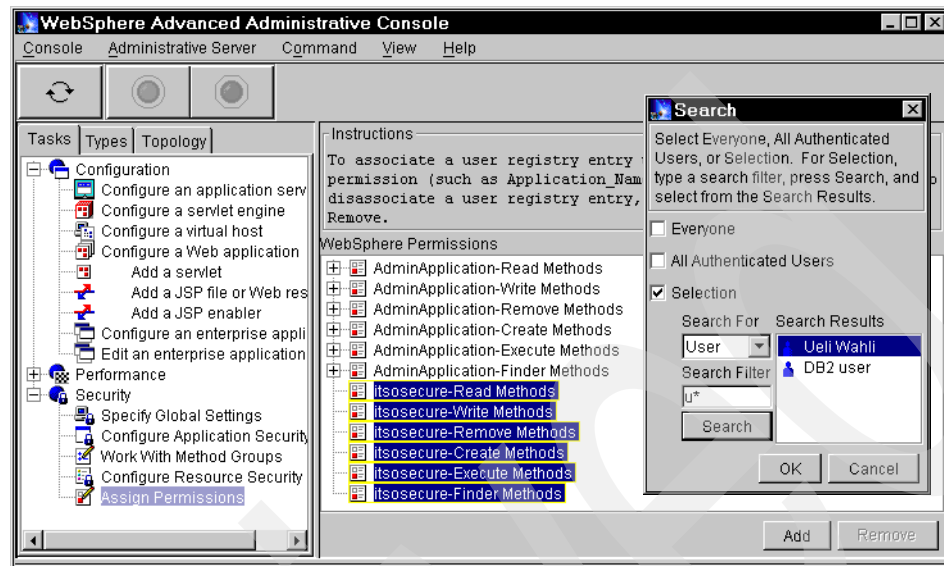 WebSphere Advanced Administrative Console
Console Administrative Server Command View Help
Tasks Types Topology
Configuration
Configure an application serv
Configure a servlet engine
Configure a virtual host
Configure a Web application
Add a servlet
Add a JSP file or Web res
Add a JSP enabler
Configure an enterprise appli
Edit an enterprise application
Performance
Security
Specify Global Settings
Configure Application Security
Work With Method Groups
Configure Resource Security
Assign Permissions
Instructions
To associate a user registry entry
permission (such as Application_Nam
disassociate a user registry entry,
Remove.
WebSphere Permissions
AdminApplication-Read Methods
AdminApplication-Write Methods
AdminApplication-Remove Methods
AdminApplication-Create Methods
AdminApplication-Execute Methods
AdminApplication-Finder Methods
itsosecure-Read Methods
itsosecure-Write Methods
itsosecure-Remove Methods
itsosecure-Create Methods
itsosecure-Execute Methods
itsosecure-Finder Methods
Add Remove
Search
Select Everyone, All Authenticated
Users, or Selection. For Selection,
type a search filter, press Search, and
select from the Search Results.
Everyone
All Authenticated Users
Selection
Search For Search Results
User
Ueli Wahli
DB2 user
Search Filter
u*
Search
OK Cancel